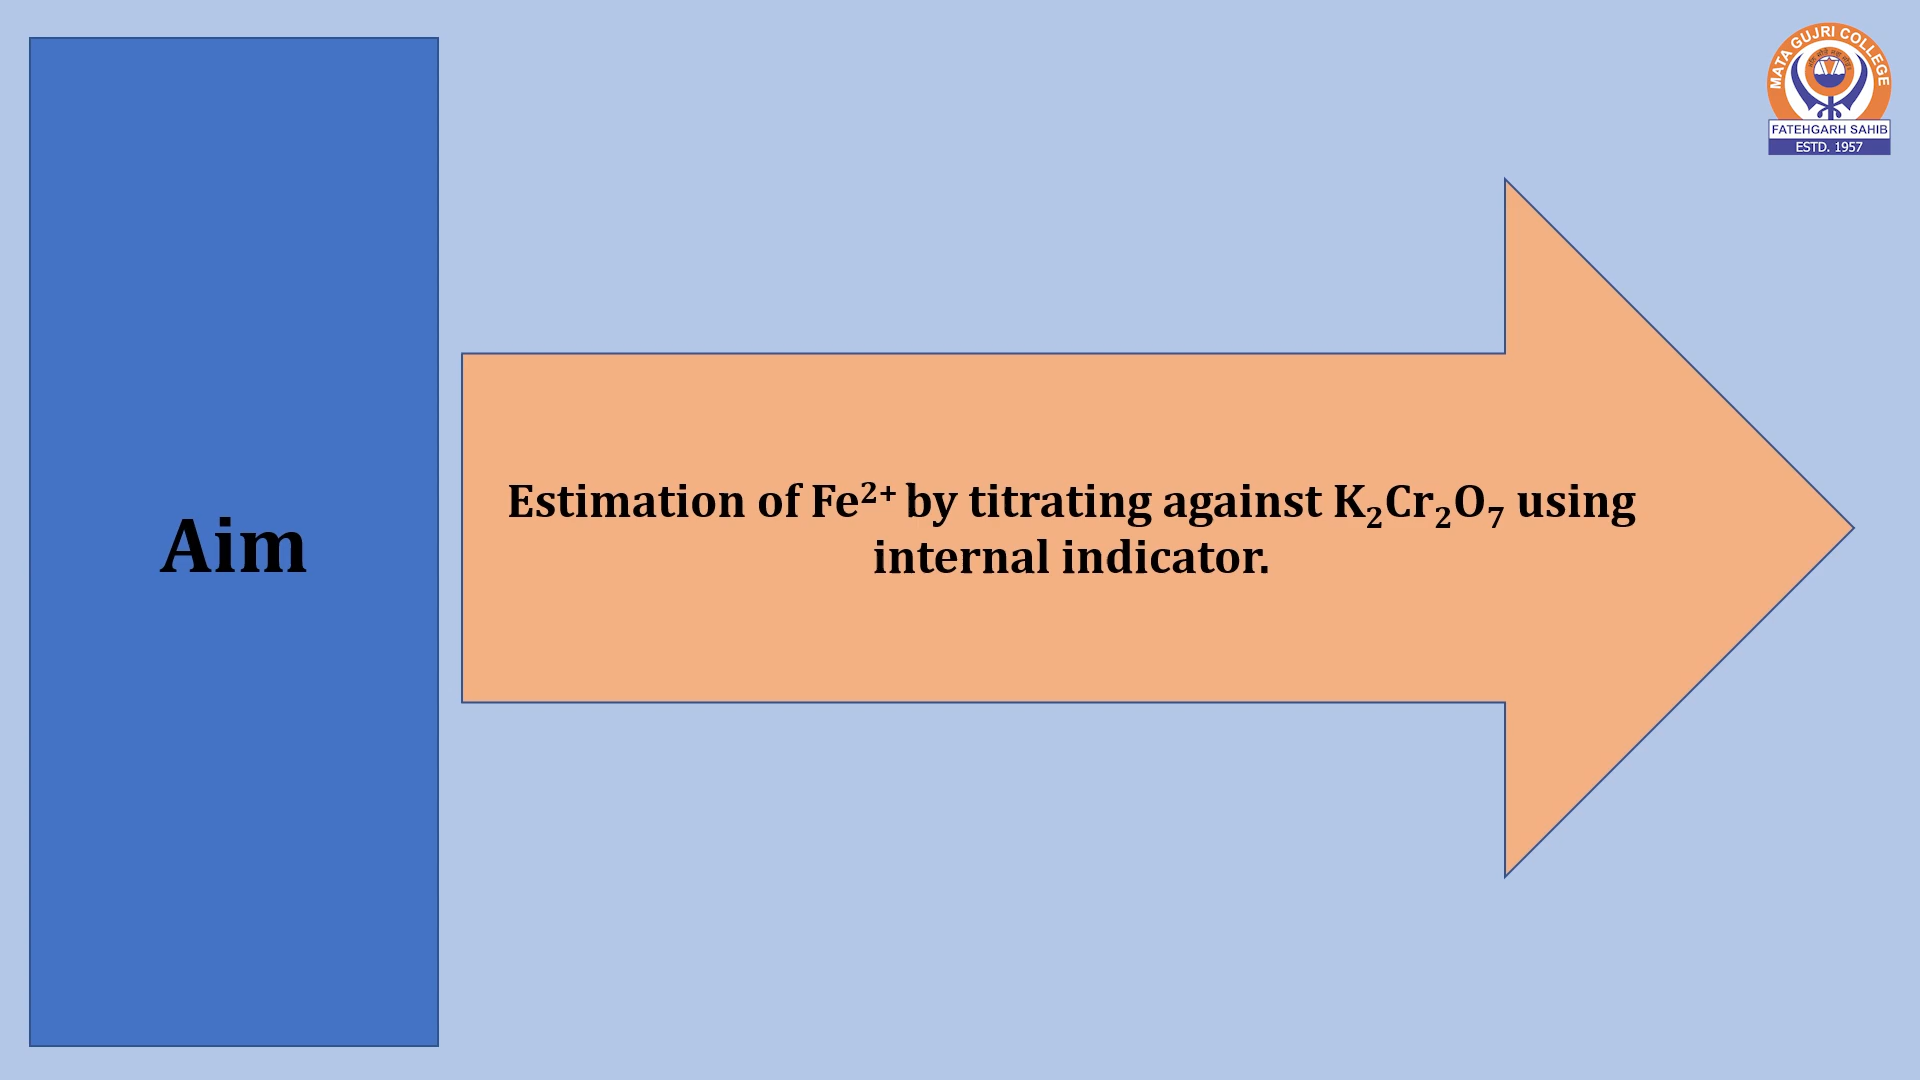 MATA GUJRI COLLEGE
FATEHGARH SAHIB
ESTD. 1957
Aim
Estimation of Fe²⁺ by titrating against K₂Cr₂O₇ using
internal indicator.